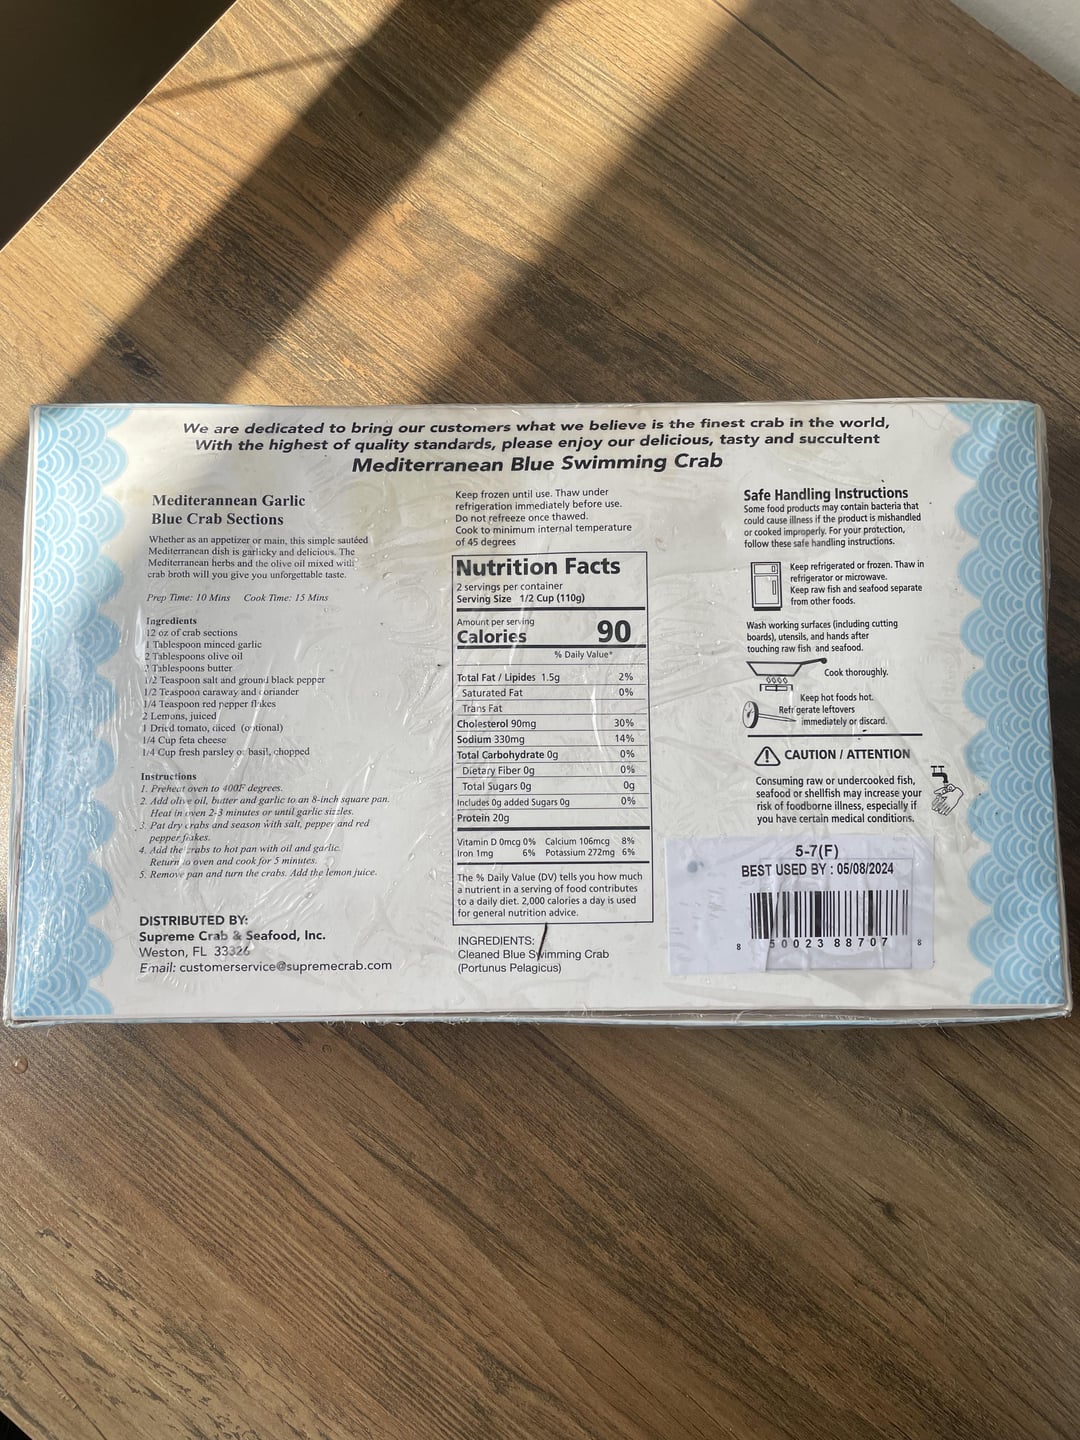 We are dedicated to bring our customers what we believe is the finest crab in the world,
With the highest of quality standards, please enjoy our delicious, tasty and succultent
Mediterranean Blue Swimming Crab
Mediterannean Garlic
Blue Crab Sections
Whether as an appetizer or main, this simple sautéed
Mediterranean dish is garlicky and delicious. The
Mediterranean herbs and the olive oil mixed with
crab broth will you give you unforgettable taste.
Prep Time: 10 Mins Cook Time: 15 Mins
Ingredients
12 oz of crab sections
1 Tablespoon minced garlic
2 Tablespoons olive oil
2 Tablespoons butter
1/2 Teaspoon salt and ground black pepper
1/2 Teaspoon caraway and coriander
1/4 Teaspoon red pepper flakes
2 Lemons, juiced
1 Dried tomato, diced (optional)
1/4 Cup feta cheese
1/4 Cup fresh parsley or basil, chopped
Instructions
1. Preheat oven to 400F degrees.
2. Add olive oil, butter and garlic to an 8-inch square pan.
Heat in oven 2-3 minutes or until garlic sizzles.
3. Pat dry crabs and season with salt, pepper and red
pepper flakes.
4. Add the crabs to hot pan with oil and garlic.
Return to oven and cook for 5 minutes.
5. Remove pan and turn the crabs. Add the lemon juice.
DISTRIBUTED BY:
Supreme Crab & Seafood, Inc.
Weston, FL 33326
Email: customerservice@supremecrab.com
Keep frozen until use. Thaw under
refrigeration immediately before use.
Do not refreeze once thawed.
Cook to minimum internal temperature
of 45 degrees
Nutrition Facts
2 servings per container
Serving Size 1/2 Cup (110g)
Amount per serving
Calories 90
% Daily Value*
Total Fat / Lipides 1.5g 2%
Saturated Fat 0%
Trans Fat
Cholesterol 90mg 30%
Sodium 330mg 14%
Total Carbohydrate 0g 0%
Dietary Fiber 0g 0%
Total Sugars 0g 0g
Includes 0g added Sugars 0g 0%
Protein 20g
Vitamin D 0mcg 0% Calcium 106mcg 8%
Iron 1mg 6% Potassium 272mg 6%
The % Daily Value (DV) tells you how much
a nutrient in a serving of food contributes
to a daily diet. 2,000 calories a day is used
for general nutrition advice.
INGREDIENTS:
Cleaned Blue Swimming Crab
(Portunus Pelagicus)
Safe Handling Instructions
Some food products may contain bacteria that
could cause illness if the product is mishandled
or cooked improperly. For your protection,
follow these safe handling instructions.
Keep refrigerated or frozen. Thaw in
refrigerator or microwave.
Keep raw fish and seafood separate
from other foods.
Wash working surfaces (including cutting
boards), utensils, and hands after
touching raw fish and seafood.
Cook thoroughly.
Keep hot foods hot.
Refrigerate leftovers
immediately or discard.
CAUTION / ATTENTION
Consuming raw or undercooked fish,
seafood or shellfish may increase your
risk of foodborne illness, especially if
you have certain medical conditions.
5-7(F)
BEST USED BY : 05/08/2024
8 50023 88707 8